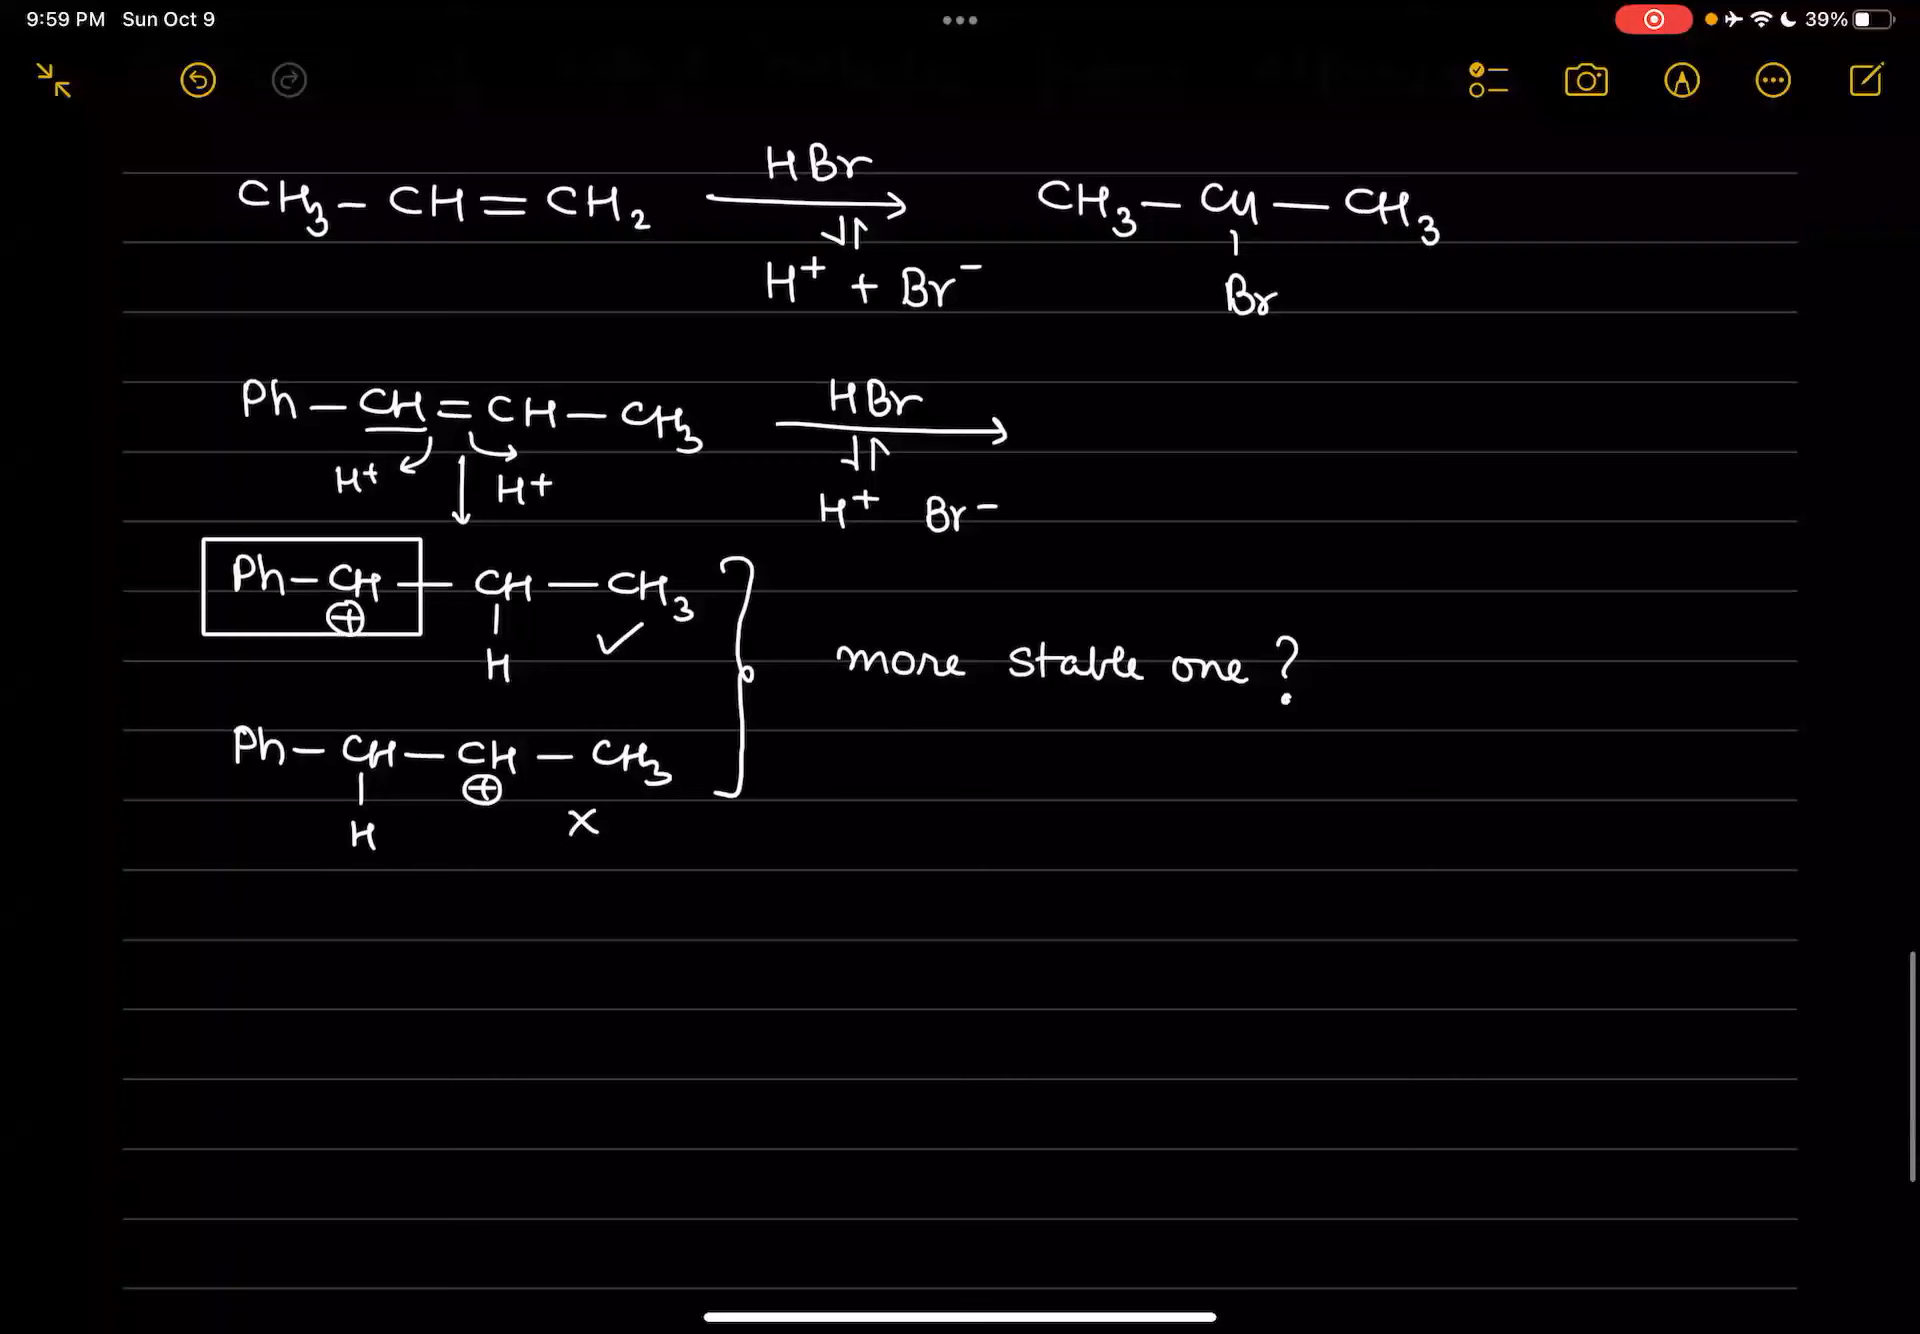 9:59 PM Sun Oct 9
39%
CH₃ – CH = CH₂ HBr ⟶ CH₃ – CH – CH₃
⇌
H⁺ + Br⁻ Br
Ph – CH = CH – CH₃ HBr ⟶
⇌
H⁺ H⁺ H⁺ Br⁻
Ph – CH – CH – CH₃
⊕ ✓
H
more stable one ?
Ph – CH – CH – CH₃
⊕
H x